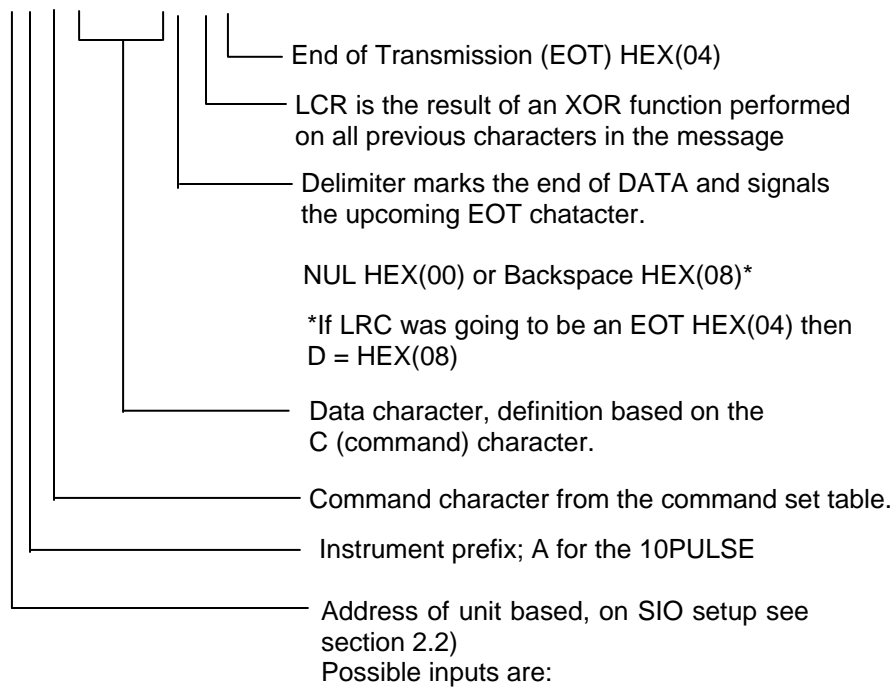 End of Transmission (EOT) HEX(04)
LCR is the result of an XOR function performed
on all previous characters in the message
Delimiter marks the end of DATA and signals
the upcoming EOT chatacter.
NUL HEX(00) or Backspace HEX(08)*
*If LRC was going to be an EOT HEX(04) then
D = HEX(08)
Data character, definition based on the
C (command) character.
Command character from the command set table.
Instrument prefix; A for the 10PULSE
Address of unit based, on SIO setup see
section 2.2)
Possible inputs are: